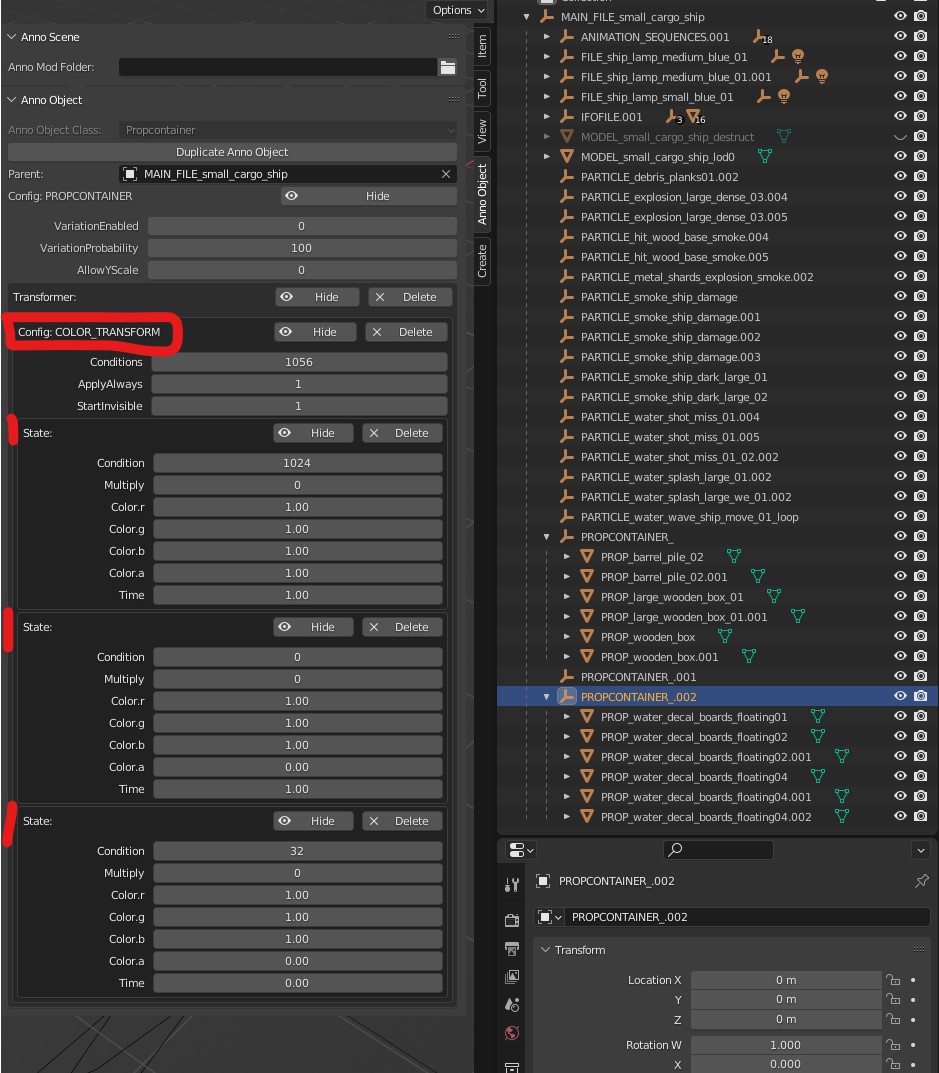 Options
Anno Scene
Anno Mod Folder:
Anno Object
Anno Object Class: Propcontainer
Duplicate Anno Object
Parent: MAIN_FILE_small_cargo_ship
Config: PROPCONTAINER Hide
VariationEnabled 0
VariationProbability 100
AllowYScale 0
Transformer: Hide Delete
Config: COLOR_TRANSFORM Hide Delete
Conditions 1056
ApplyAlways 1
StartInvisible 1
State: Hide Delete
Condition 1024
Multiply 0
Color.r 1.00
Color.g 1.00
Color.b 1.00
Color.a 1.00
Time 1.00
State: Hide Delete
Condition 0
Multiply 0
Color.r 1.00
Color.g 1.00
Color.b 1.00
Color.a 0.00
Time 1.00
State: Hide Delete
Condition 32
Multiply 0
Color.r 1.00
Color.g 1.00
Color.b 1.00
Color.a 0.00
Time 0.00
Item
Tool
View
Anno Object
Create
MAIN_FILE_small_cargo_ship
ANIMATION_SEQUENCES.001 18
FILE_ship_lamp_medium_blue_01
FILE_ship_lamp_medium_blue_01.001
FILE_ship_lamp_small_blue_01
IFOFILE.001 3 16
MODEL_small_cargo_ship_destruct
MODEL_small_cargo_ship_lod0
PARTICLE_debris_planks01.002
PARTICLE_explosion_large_dense_03.004
PARTICLE_explosion_large_dense_03.005
PARTICLE_hit_wood_base_smoke.004
PARTICLE_hit_wood_base_smoke.005
PARTICLE_metal_shards_explosion_smoke.002
PARTICLE_smoke_ship_damage
PARTICLE_smoke_ship_damage.001
PARTICLE_smoke_ship_damage.002
PARTICLE_smoke_ship_damage.003
PARTICLE_smoke_ship_dark_large_01
PARTICLE_smoke_ship_dark_large_02
PARTICLE_water_shot_miss_01.004
PARTICLE_water_shot_miss_01.005
PARTICLE_water_shot_miss_01_02.002
PARTICLE_water_splash_large_01.002
PARTICLE_water_splash_large_we_01.002
PARTICLE_water_wave_ship_move_01_loop
PROPCONTAINER_
PROP_barrel_pile_02
PROP_barrel_pile_02.001
PROP_large_wooden_box_01
PROP_large_wooden_box_01.001
PROP_wooden_box
PROP_wooden_box.001
PROPCONTAINER_.001
PROPCONTAINER_.002
PROP_water_decal_boards_floating01
PROP_water_decal_boards_floating02
PROP_water_decal_boards_floating02.001
PROP_water_decal_boards_floating04
PROP_water_decal_boards_floating04.001
PROP_water_decal_boards_floating04.002
PROPCONTAINER_.002
PROPCONTAINER_.002
Transform
Location X 0 m
Y 0 m
Z 0 m
Rotation W 1.000
X 0.000